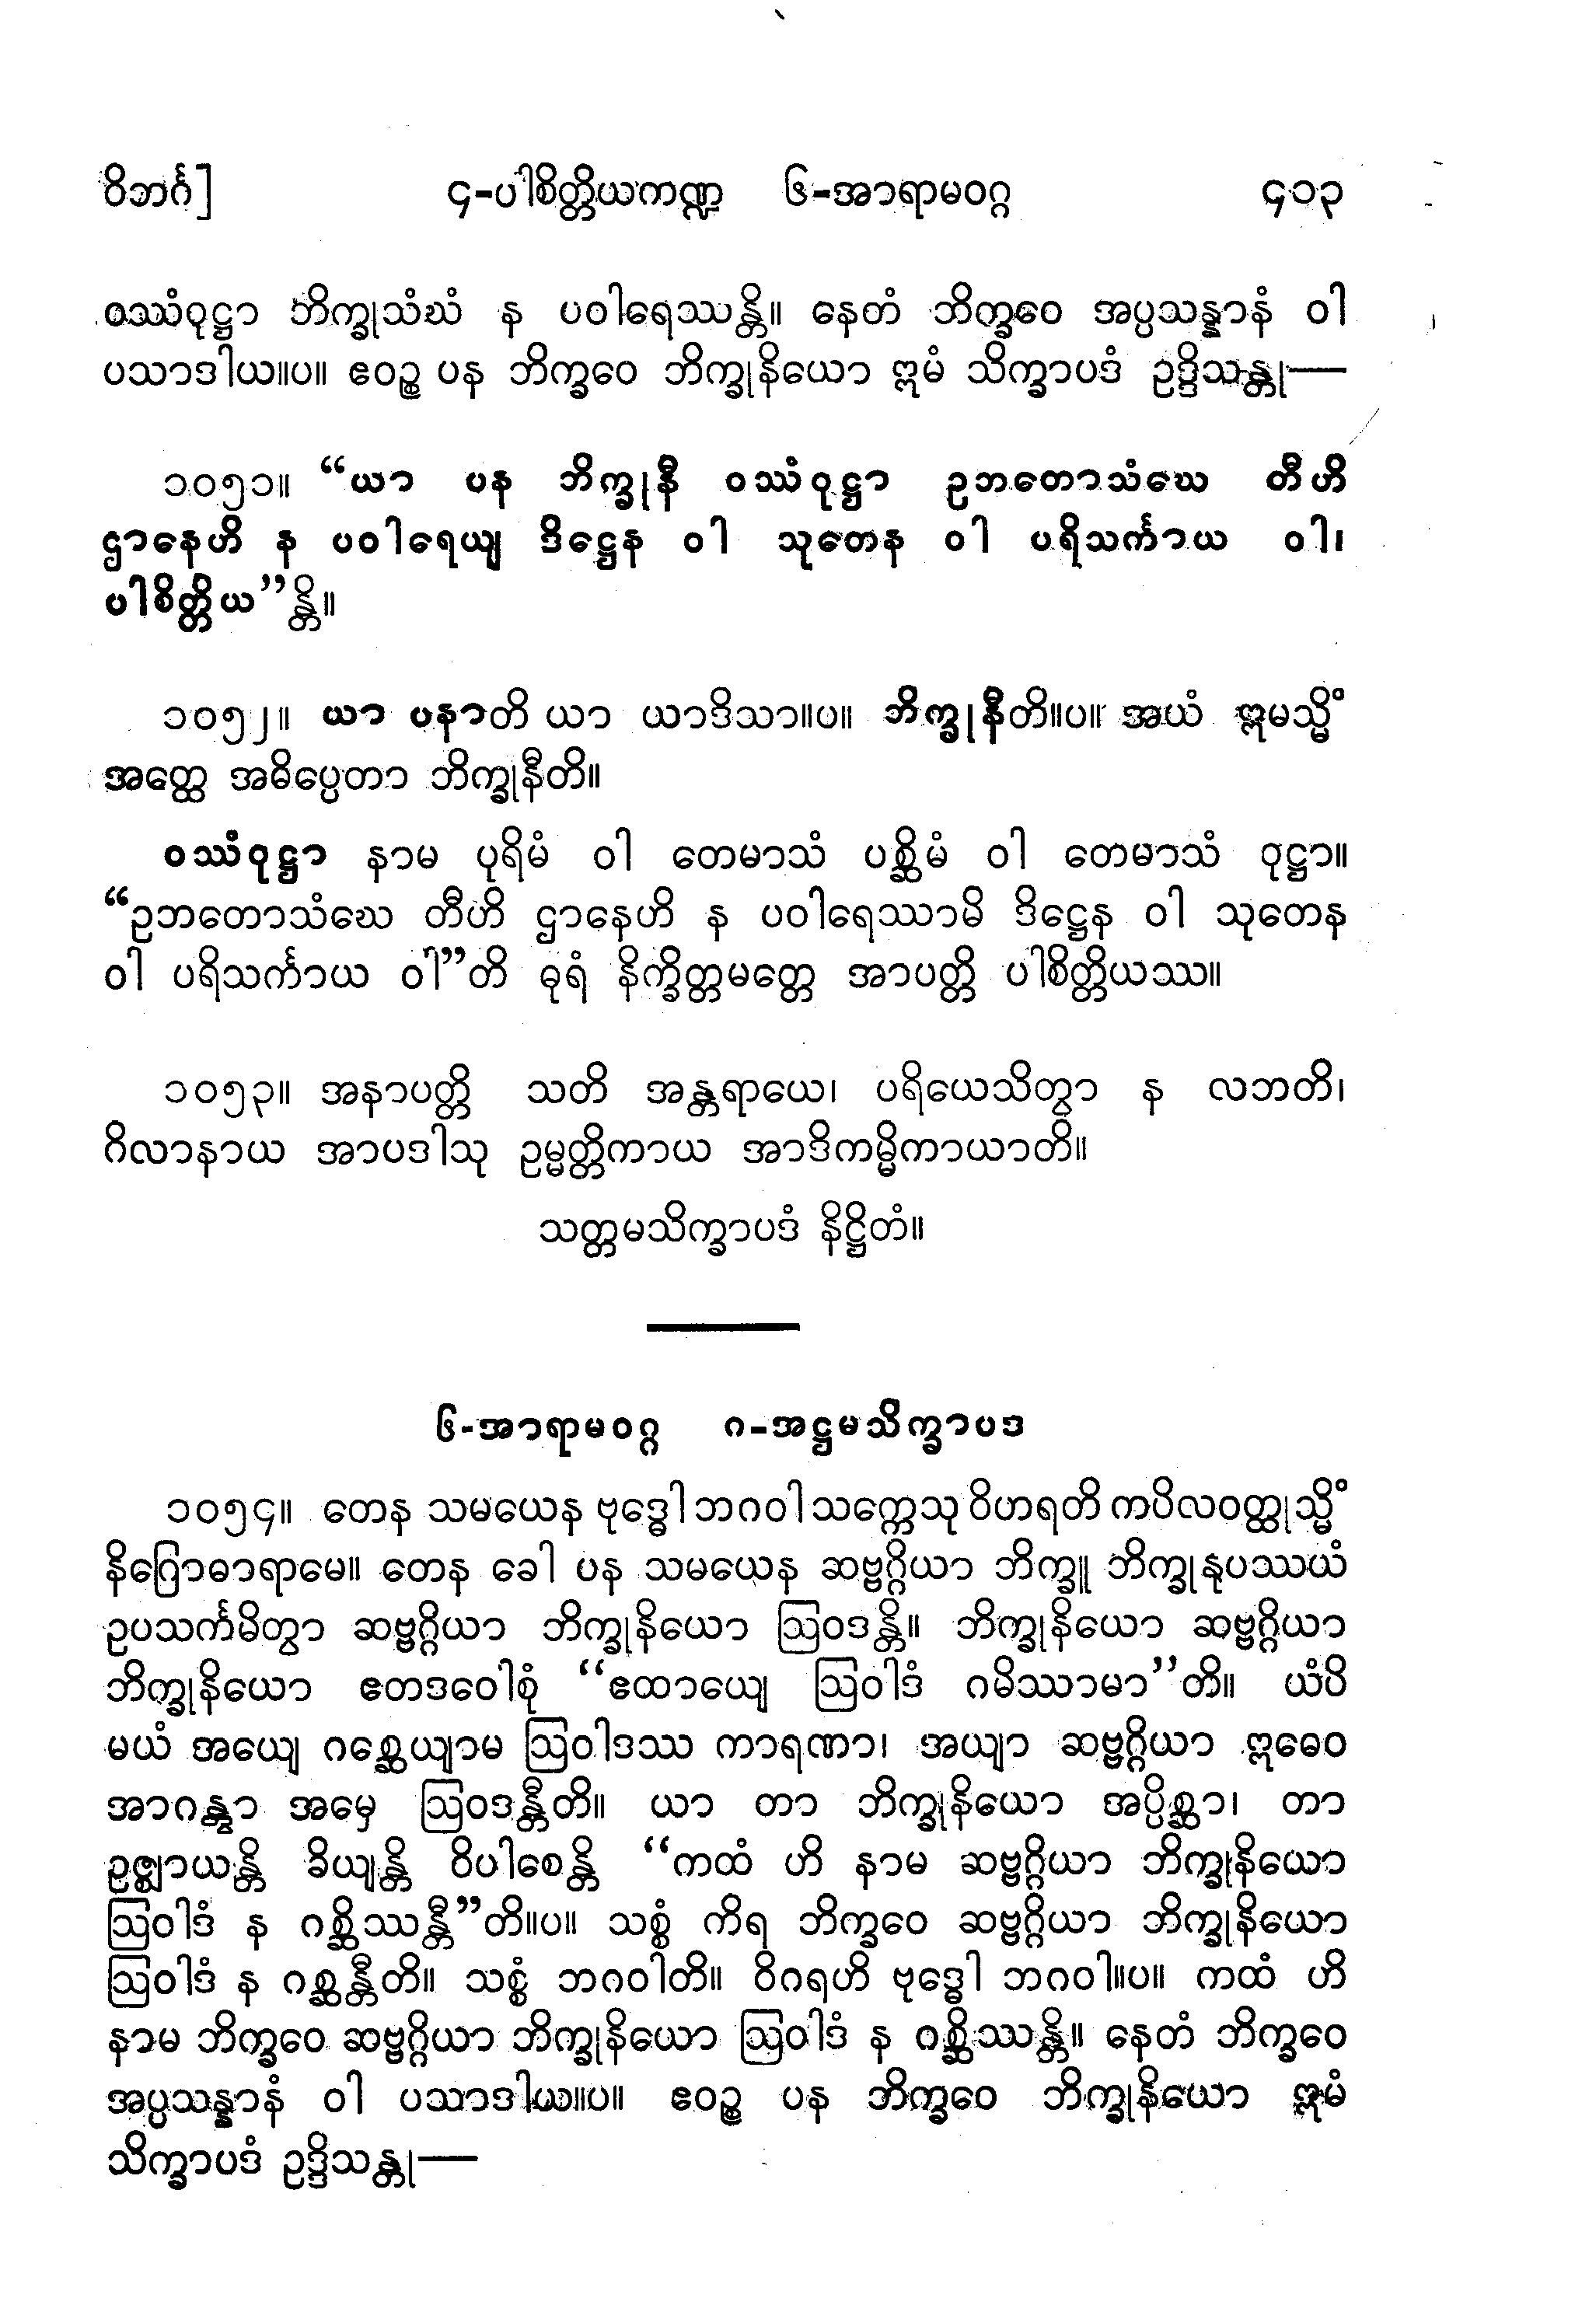 ဝိဘင်္ဂ] ၄-ပါစိတ္တိယကဏ္ဍ ၆-အာရာမဝဂ္ဂ ၄၁၃
ဝဿံဝုဋ္ဌာ ဘိက္ခုသံဃံ န ပဝါရေဿန္တိ။ နေတံ ဘိက္ခဝေ အပ္ပသန္နာနံ ဝါ
ပသာဒါယ။ပ။ ဧဝဉ္စ ပန ဘိက္ခဝေ ဘိက္ခုနိယော ဣမံ သိက္ခာပဒံ ဥဒ္ဒိသန္တု—
၁၀၅၁။ “ယာ ပန ဘိက္ခုနီ ဝဿံဝုဋ္ဌာ ဥဘတောသံဃေ တီဟိ
ဌာနေဟိ န ပဝါရေယျ ဒိဋ္ဌေန ဝါ သုတေန ဝါ ပရိသင်္ကာယ ဝါ၊
ပါစိတ္တိယ”န္တိ။
၁၀၅၂။ ယာ ပနာတိ ယာ ယာဒိသာ။ပ။ ဘိက္ခုနီတိ။ပ။ အယံ ဣမသ္မိံ
အတ္ထေ အဓိပ္ပေတာ ဘိက္ခုနီတိ။
ဝဿံဝုဋ္ဌာ နာမ ပုရိမံ ဝါ တေမာသံ ပစ္ဆိမံ ဝါ တေမာသံ ဝုဋ္ဌာ။
“ဥဘတောသံဃေ တီဟိ ဌာနေဟိ န ပဝါရေဿာမိ ဒိဋ္ဌေန ဝါ သုတေန
ဝါ ပရိသင်္ကာယ ဝါ”တိ ဓုရံ နိက္ခိတ္တမတ္တေ အာပတ္တိ ပါစိတ္တိယဿ။
၁၀၅၃။ အနာပတ္တိ သတိ အန္တရာယေ၊ ပရိယေသိတွာ န လဘတိ၊
ဂိလာနာယ အာပဒါသု ဥမ္မတ္တိကာယ အာဒိကမ္မိကာယာတိ။
သတ္တမသိက္ခာပဒံ နိဋ္ဌိတံ။
၆-အာရာမဝဂ္ဂ ၈-အဋ္ဌမသိက္ခာပဒ
၁၀၅၄။ တေန သမယေန ဗုဒ္ဓေါ ဘဂဝါ သက္ကေသု ဝိဟရတိ ကပိလဝတ္ထုသ္မိံ
နိဂြောဓာရာမေ။ တေန ခေါ ပန သမယေန ဆဗ္ဗဂ္ဂိယာ ဘိက္ခူ ဘိက္ခုနုပဿယံ
ဥပသင်္ကမိတွာ ဆဗ္ဗဂ္ဂိယာ ဘိက္ခုနိယော ဩဝဒန္တိ။ ဘိက္ခုနိယော ဆဗ္ဗဂ္ဂိယာ
ဘိက္ခုနိယော ဧတဒဝေါစုံ “ဧထာယျေ ဩဝါဒံ ဂမိဿာမာ”တိ။ ယံပိ
မယံ အယျေ ဂစ္ဆေယျာမ ဩဝါဒဿ ကာရဏာ၊ အယျာ ဆဗ္ဗဂ္ဂိယာ ဣဓေဝ
အာဂန္တွာ အမှေ ဩဝဒန္တီတိ။ ယာ တာ ဘိက္ခုနိယော အပ္ပိစ္ဆာ၊ တာ
ဥဇ္ဈာယန္တိ ခိယျန္တိ ဝိပါစေန္တိ “ကထံ ဟိ နာမ ဆဗ္ဗဂ္ဂိယာ ဘိက္ခုနိယော
ဩဝါဒံ န ဂစ္ဆိဿန္တီ”တိ။ပ။ သစ္စံ ကိရ ဘိက္ခဝေ ဆဗ္ဗဂ္ဂိယာ ဘိက္ခုနိယော
ဩဝါဒံ န ဂစ္ဆန္တီတိ။ သစ္စံ ဘဂဝါတိ။ ဝိဂရဟိ ဗုဒ္ဓေါ ဘဂဝါ။ပ။ ကထံ ဟိ
နာမ ဘိက္ခဝေ ဆဗ္ဗဂ္ဂိယာ ဘိက္ခုနိယော ဩဝါဒံ န ဂစ္ဆိဿန္တိ။ နေတံ ဘိက္ခဝေ
အပ္ပသန္နာနံ ဝါ ပသာဒါယ။ပ။ ဧဝဉ္စ ပန ဘိက္ခဝေ ဘိက္ခုနိယော ဣမံ
သိက္ခာပဒံ ဥဒ္ဒိသန္တု—